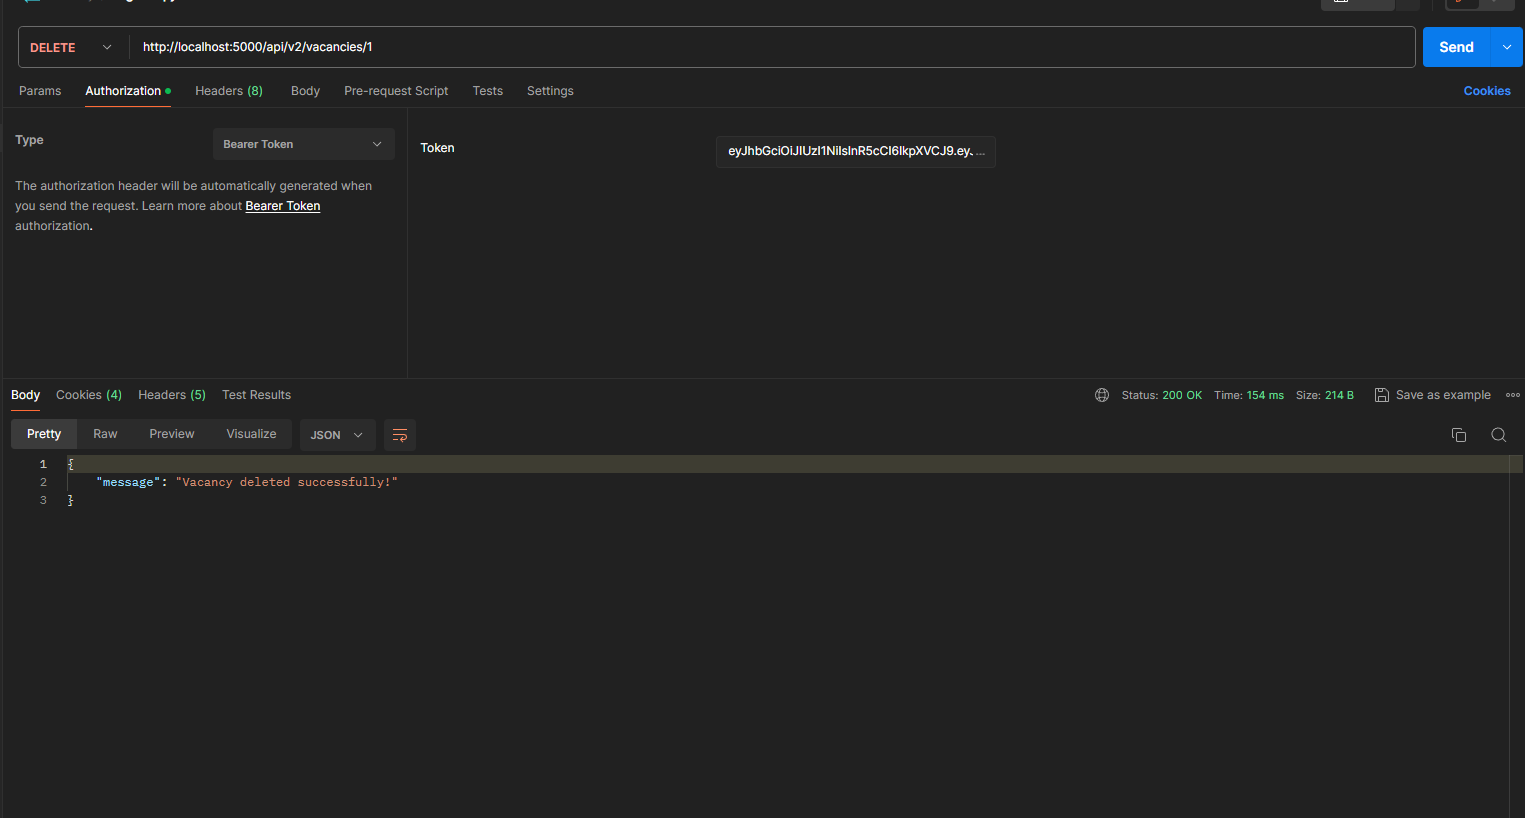 DELETE
http://localhost:5000/api/v2/vacancies/1
Send
Params Authorization Headers (8) Body Pre-request Script Tests Settings Cookies
Type
Bearer Token
The authorization header will be automatically generated when
you send the request. Learn more about Bearer Token
authorization.
Token
eyJhbGciOiJIUzI1NiIsInR5cCI6IkpXVCJ9.eyJ...
Body Cookies (4) Headers (5) Test Results
Status: 200 OK Time: 154 ms Size: 214 B Save as example
Pretty Raw Preview Visualize JSON
1 {
2 "message": "Vacancy deleted successfully!"
3 }